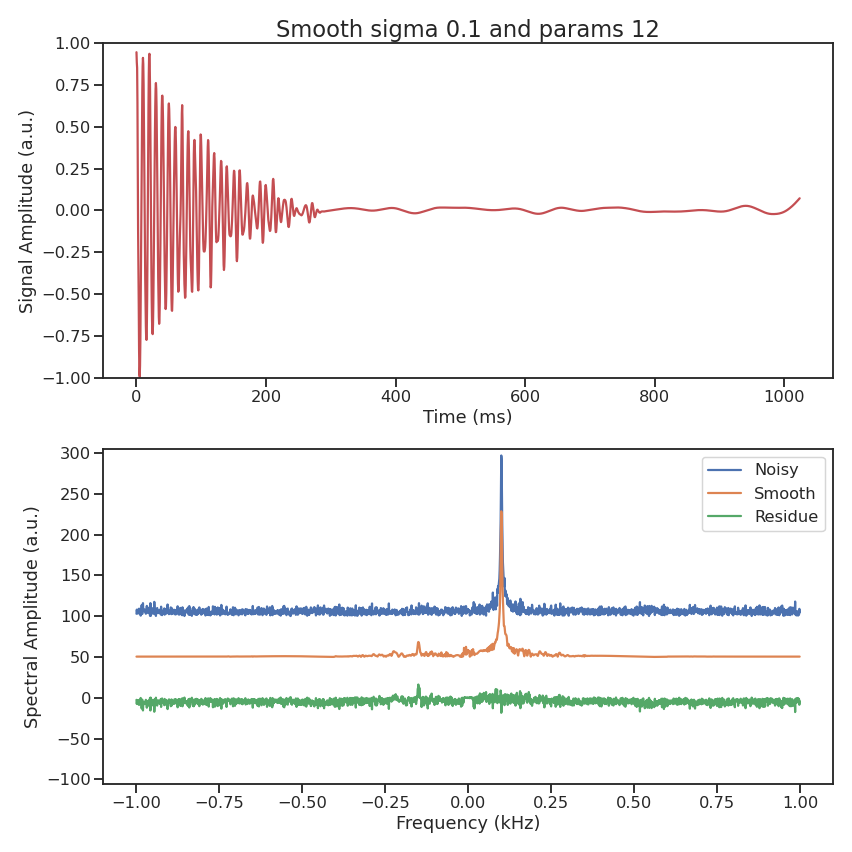 Smooth sigma 0.1 and params 12
1.00
0.75
0.50
0.25
0.00
−0.25
−0.50
−0.75
−1.00
Signal Amplitude (a.u.)
0 200 400 600 800 1000
Time (ms)
300
250
200
150
100
50
0
−50
−100
Spectral Amplitude (a.u.)
Noisy
Smooth
Residue
−1.00 −0.75 −0.50 −0.25 0.00 0.25 0.50 0.75 1.00
Frequency (kHz)